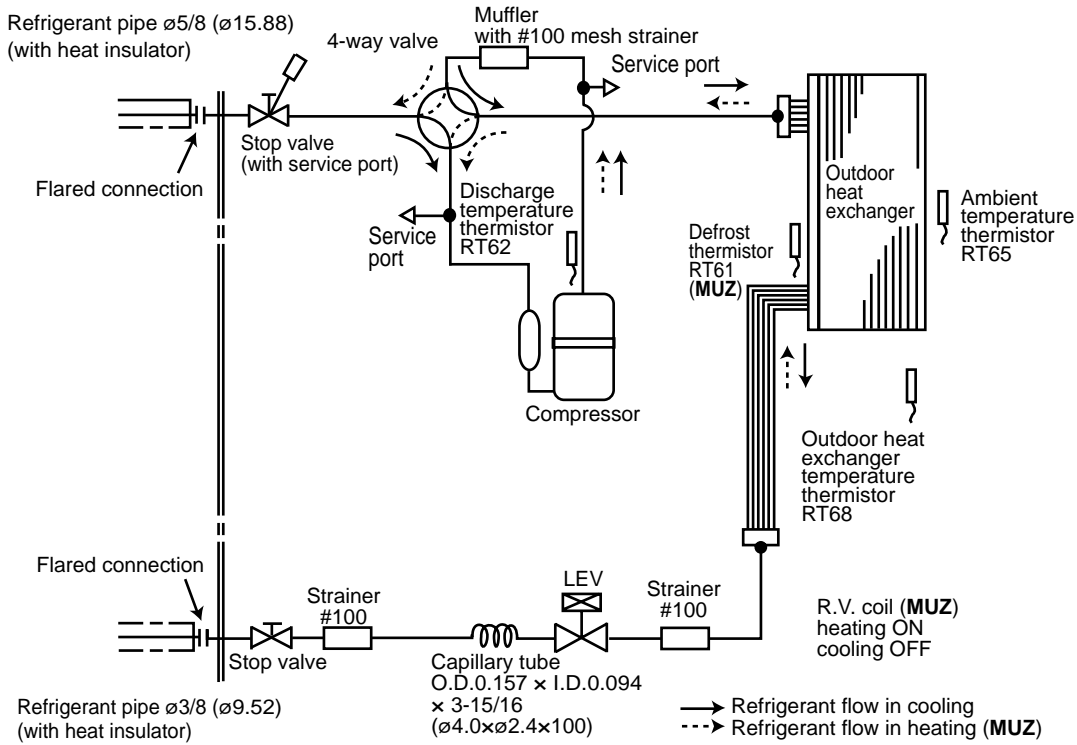 Refrigerant pipe ø5/8 (ø15.88)
(with heat insulator)
4-way valve
Muffler
with #100 mesh strainer
Service port
Stop valve
(with service port)
Flared connection
Discharge
temperature
thermistor
RT62
Service
port
Compressor
Outdoor
heat
exchanger
Defrost
thermistor
RT61
(MUZ)
Ambient
temperature
thermistor
RT65
Outdoor heat
exchanger
temperature
thermistor
RT68
Flared connection
Stop valve
Strainer
#100
LEV
Strainer
#100
Capillary tube
O.D.0.157 × I.D.0.094
× 3-15/16
(ø4.0×ø2.4×100)
R.V. coil (MUZ)
heating ON
cooling OFF
Refrigerant pipe ø3/8 (ø9.52)
(with heat insulator)
Refrigerant flow in cooling
Refrigerant flow in heating (MUZ)